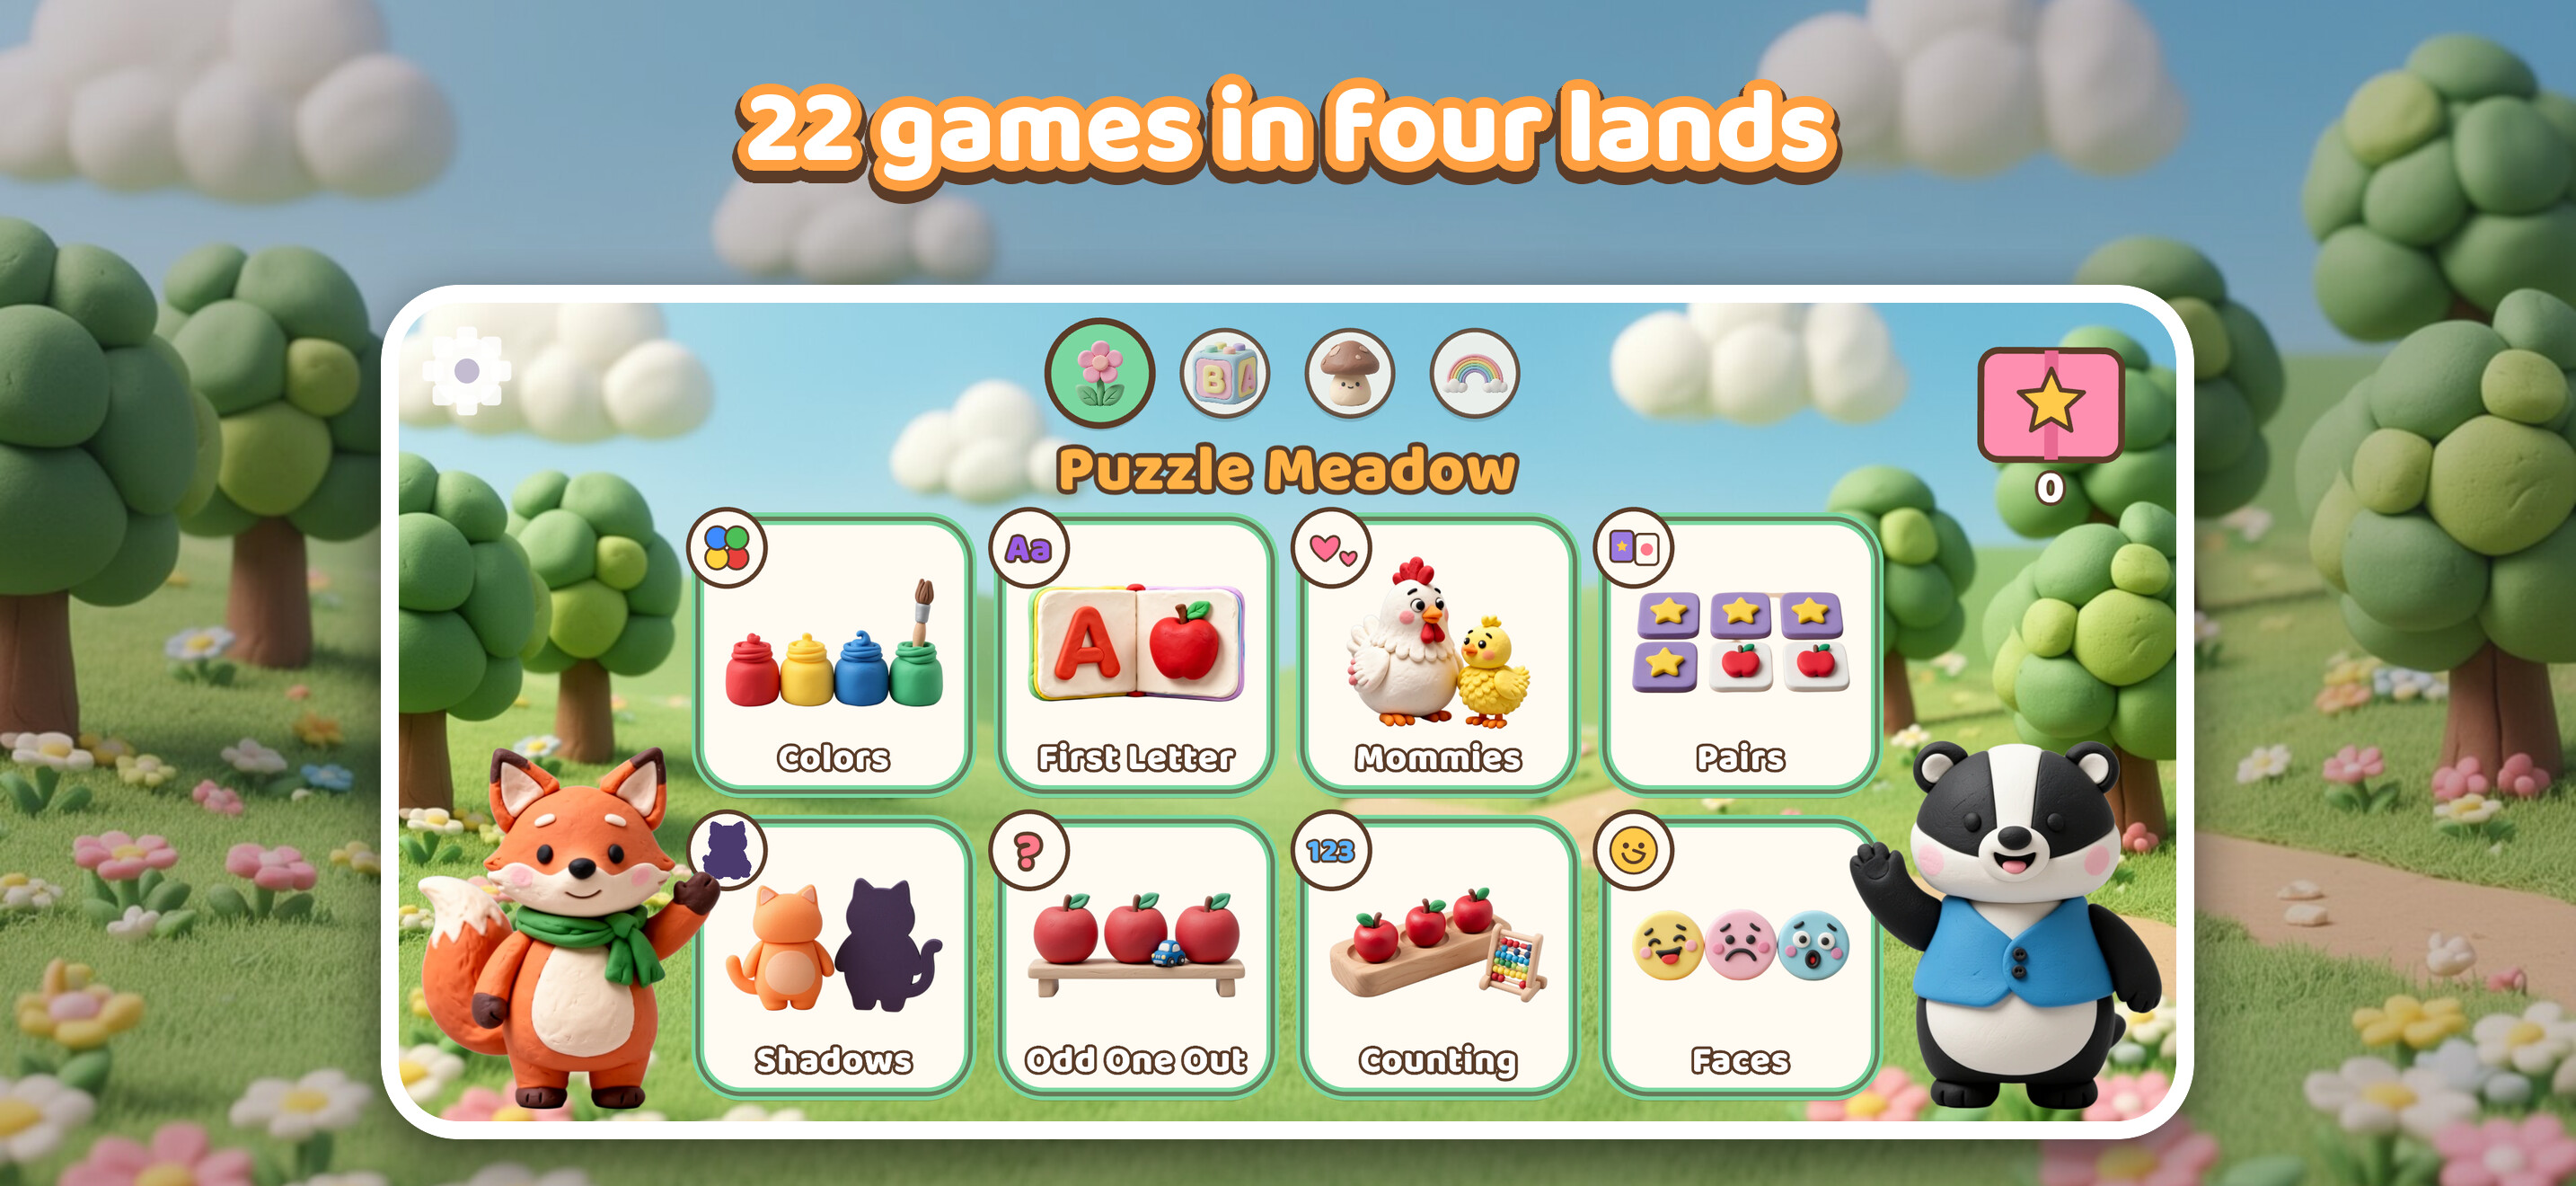 22 games in four lands
B A
Puzzle Meadow
0
Aa
A
Colors
First Letter
Mommies
Pairs
?
123
Shadows
Odd One Out
Counting
Faces